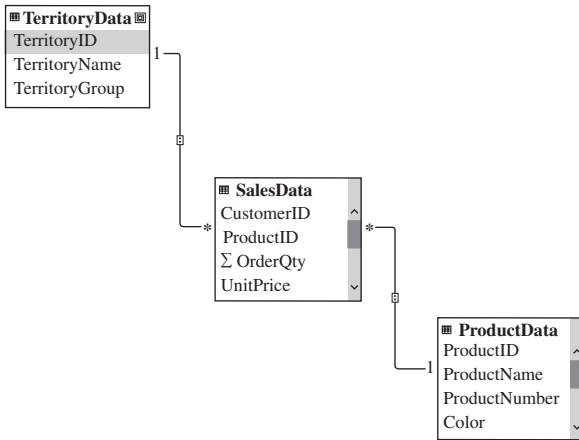 TerritoryData
TerritoryID
TerritoryName
TerritoryGroup
1
SalesData
CustomerID
ProductID
Σ OrderQty
UnitPrice
*
*
ProductData
ProductID
ProductName
ProductNumber
Color
1